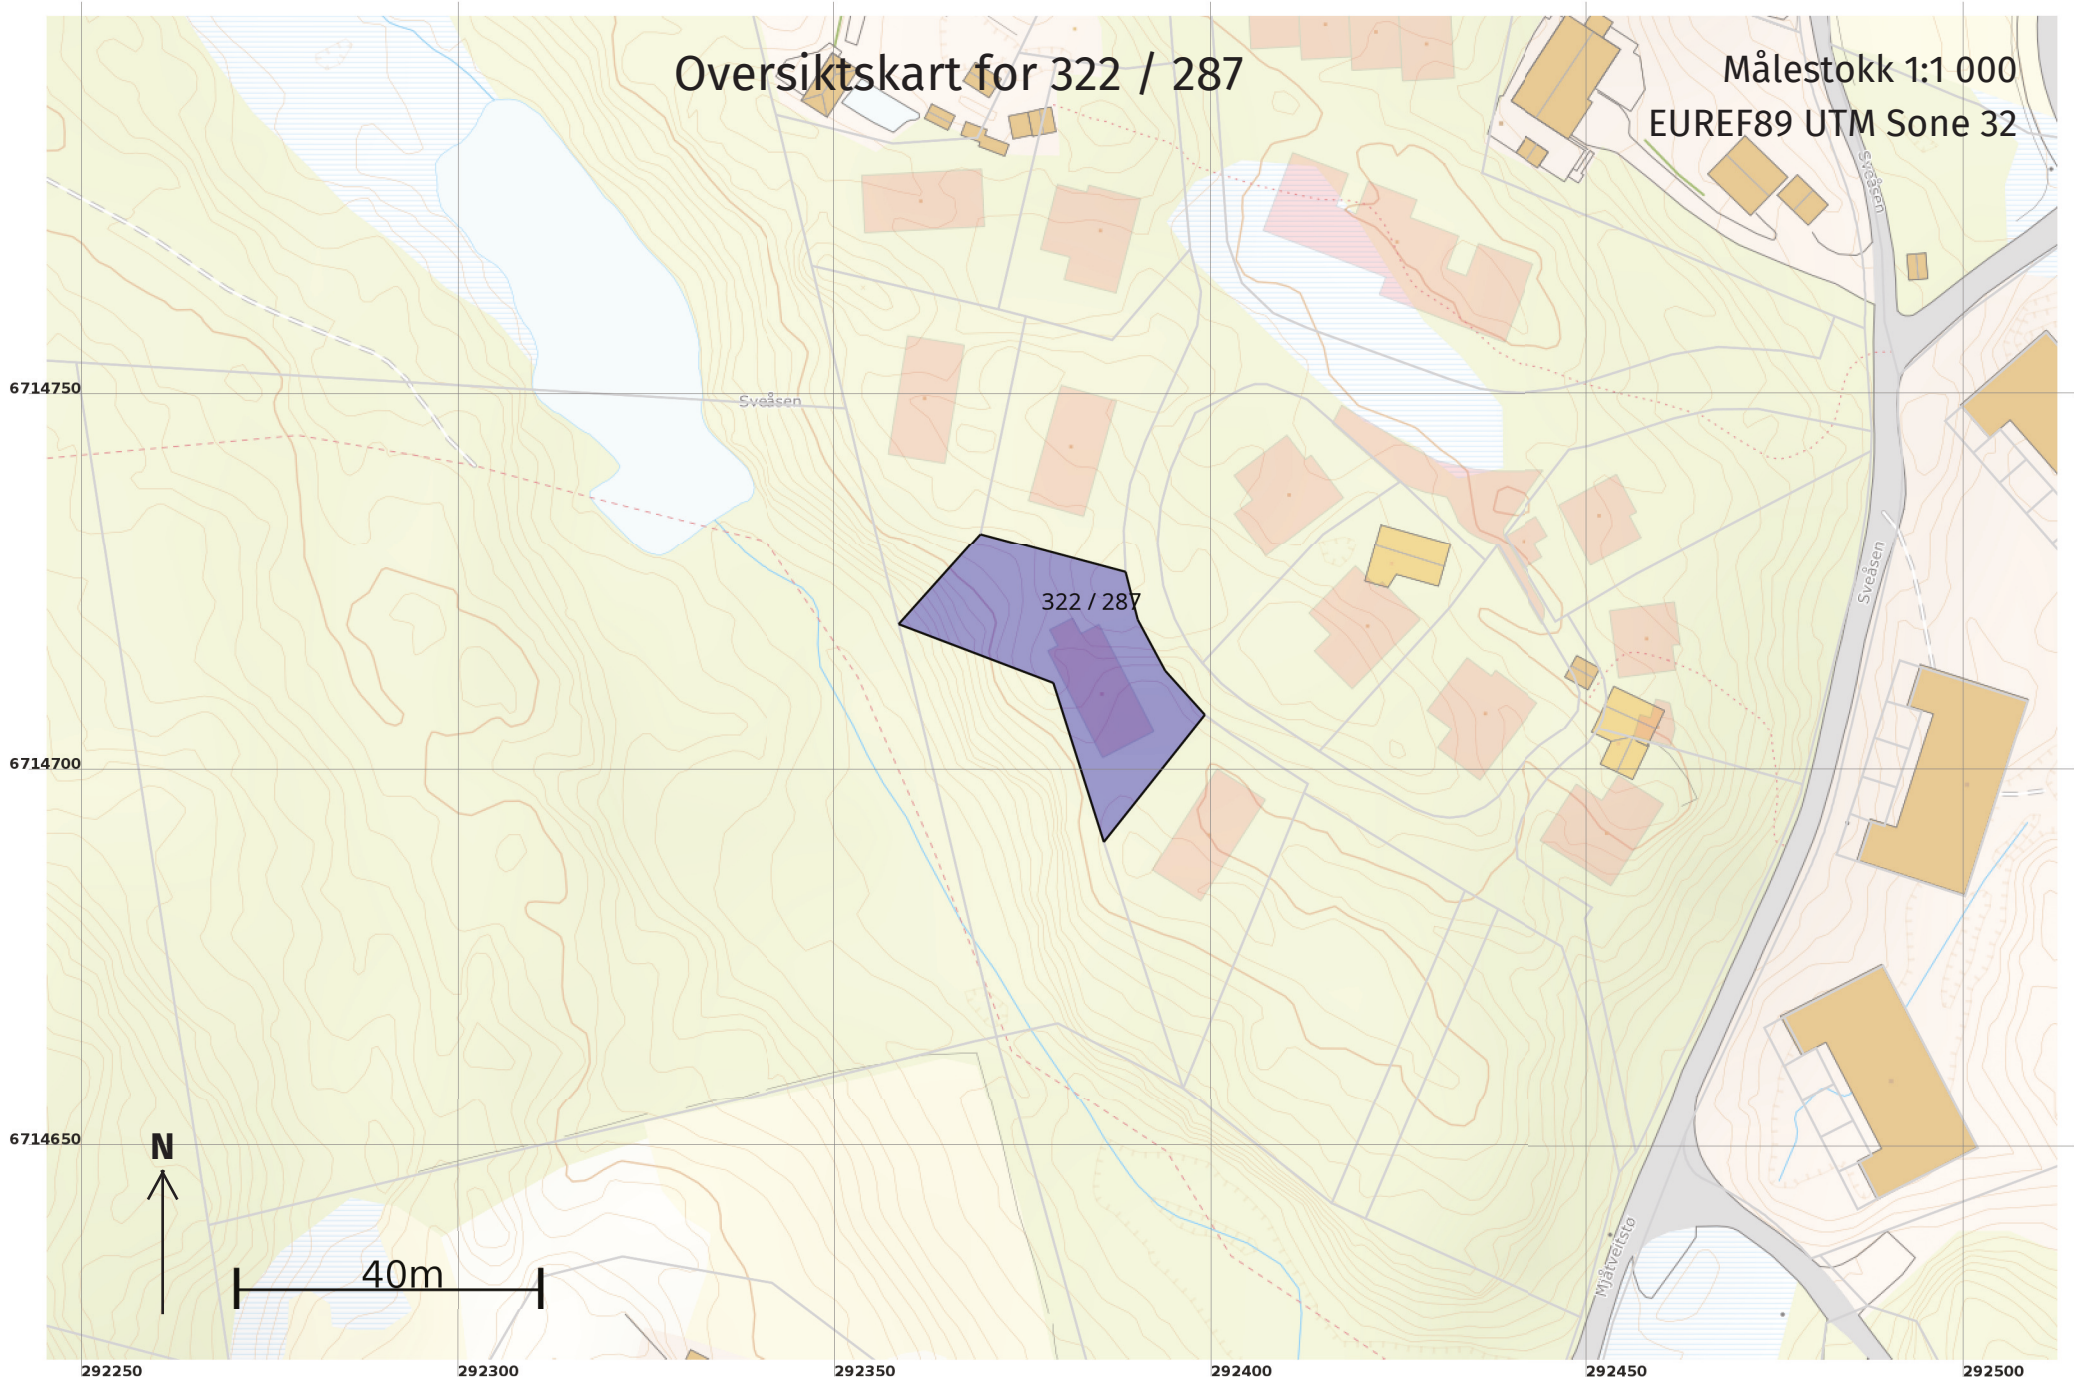 Oversiktskart for 322 / 287
Målestokk 1:1 000
EUREF89 UTM Sone 32
Sveåsen
6714750
Sveåsen
Sveåsen
322 / 287
6714700
6714650
N
40m
Mjåtveitstø
292250
292300
292350
292400
292450
292500